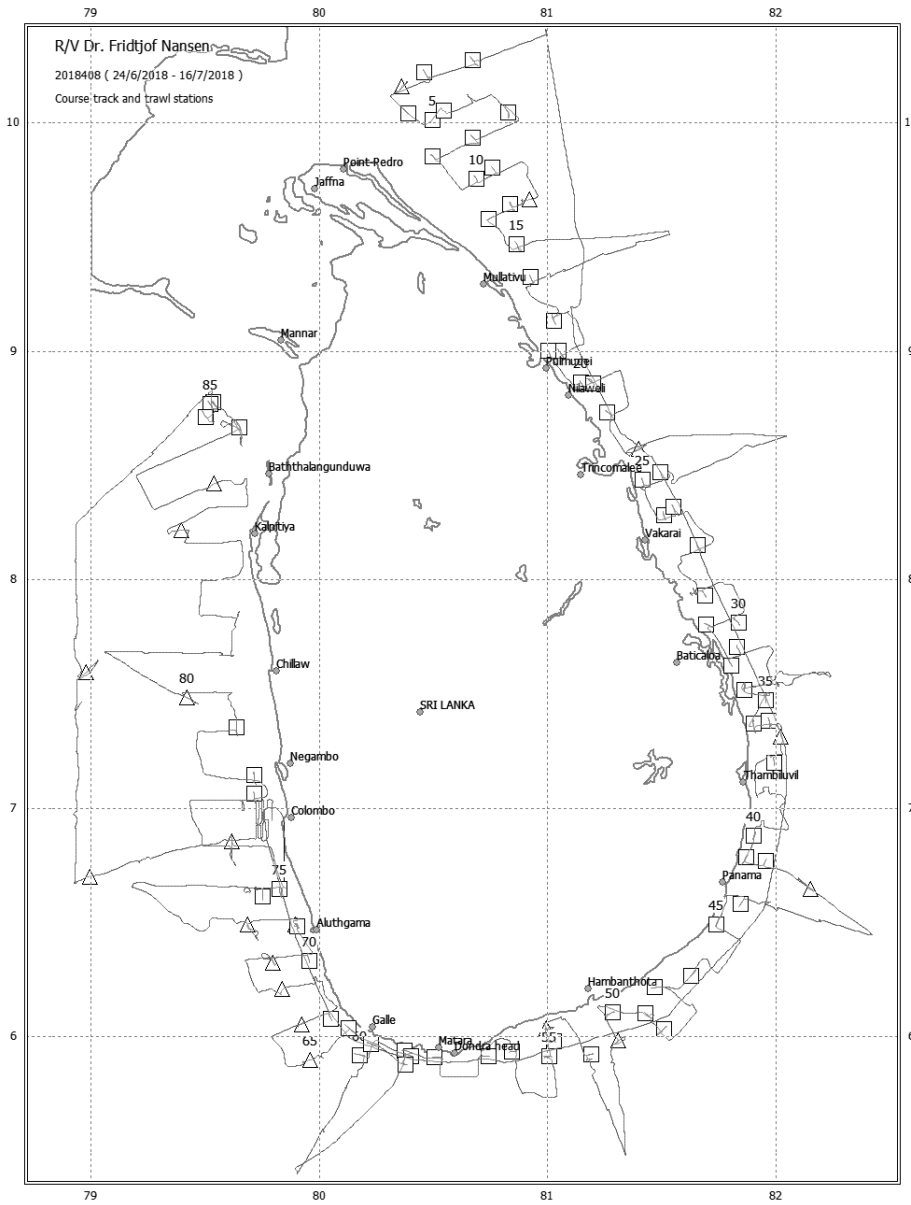 79 80 81 82
R/V Dr. Fridtjof Nansen
2018408 ( 24/6/2018 - 16/7/2018 )
Course track and trawl stations
5
10
10
Point-Pedro
Jaffna
15
Mullativu
Mannar
9
Pulmudei
20
Nilaweli
85
25
Baththalangunduwa
Trincomalee
Kalpitiya
Vakarai
8
8
30
Baticaloa
Chillaw
80
35
SRI LANKA
Negambo
Thambiluvil
7
7
Colombo
40
75
Panama
45
Aluthgama
70
Hambanthota
50
Galle
6
65
55
Matara
Dondra head
79 80 81 82